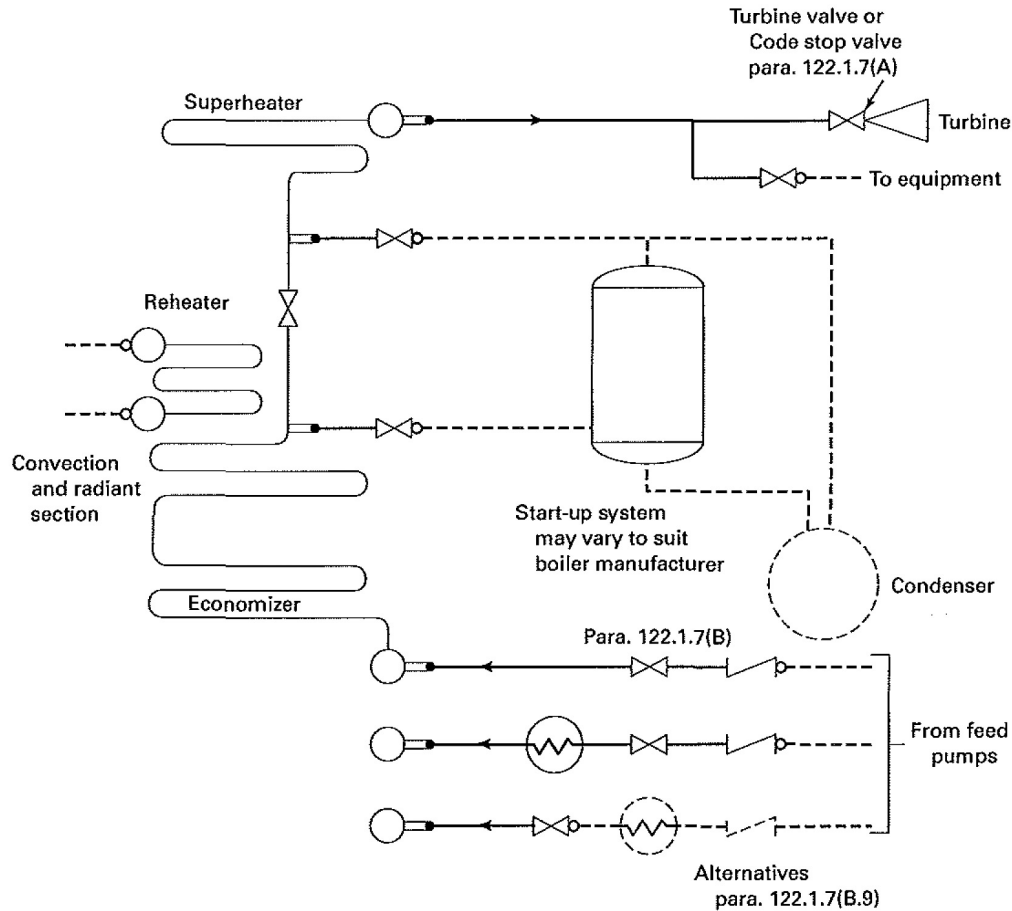 Turbine valve or
Code stop valve
para. 122.1.7(A)
Superheater
Turbine
To equipment
Reheater
Convection
and radiant
section
Start-up system
may vary to suit
boiler manufacturer
Condenser
Economizer
Para. 122.1.7(B)
From feed
pumps
Alternatives
para. 122.1.7(B.9)